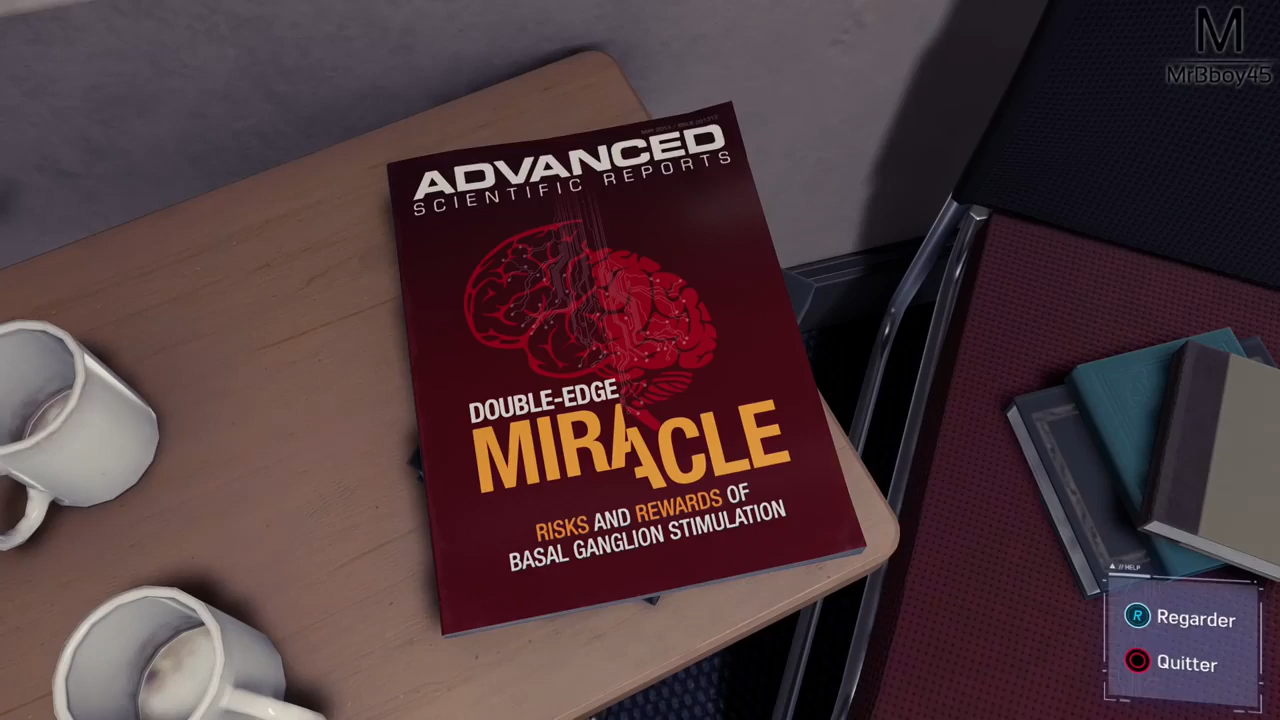 M
MrBboy45
ADVANCED
SCIENTIFIC REPORTS
DOUBLE-EDGE
MIRACLE
RISKS AND REWARDS OF
BASAL GANGLION STIMULATION
// HELP
R Regarder
Quitter